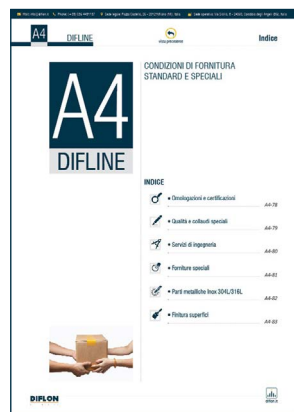 A4
DIFLINE
Indice
CONDIZIONI DI FORNITURA
STANDARD E SPECIALI
A4
DIFLINE
INDICE
• Omologazioni e certificazioni
A4-78
• Qualità e collaudi speciali
A4-79
• Servizi di ingegneria
A4-80
• Forniture speciali
A4-81
• Parti metalliche Inox 304L/316L
A4-82
• Finitura superfici
A4-83
DIFLON
diflon.it